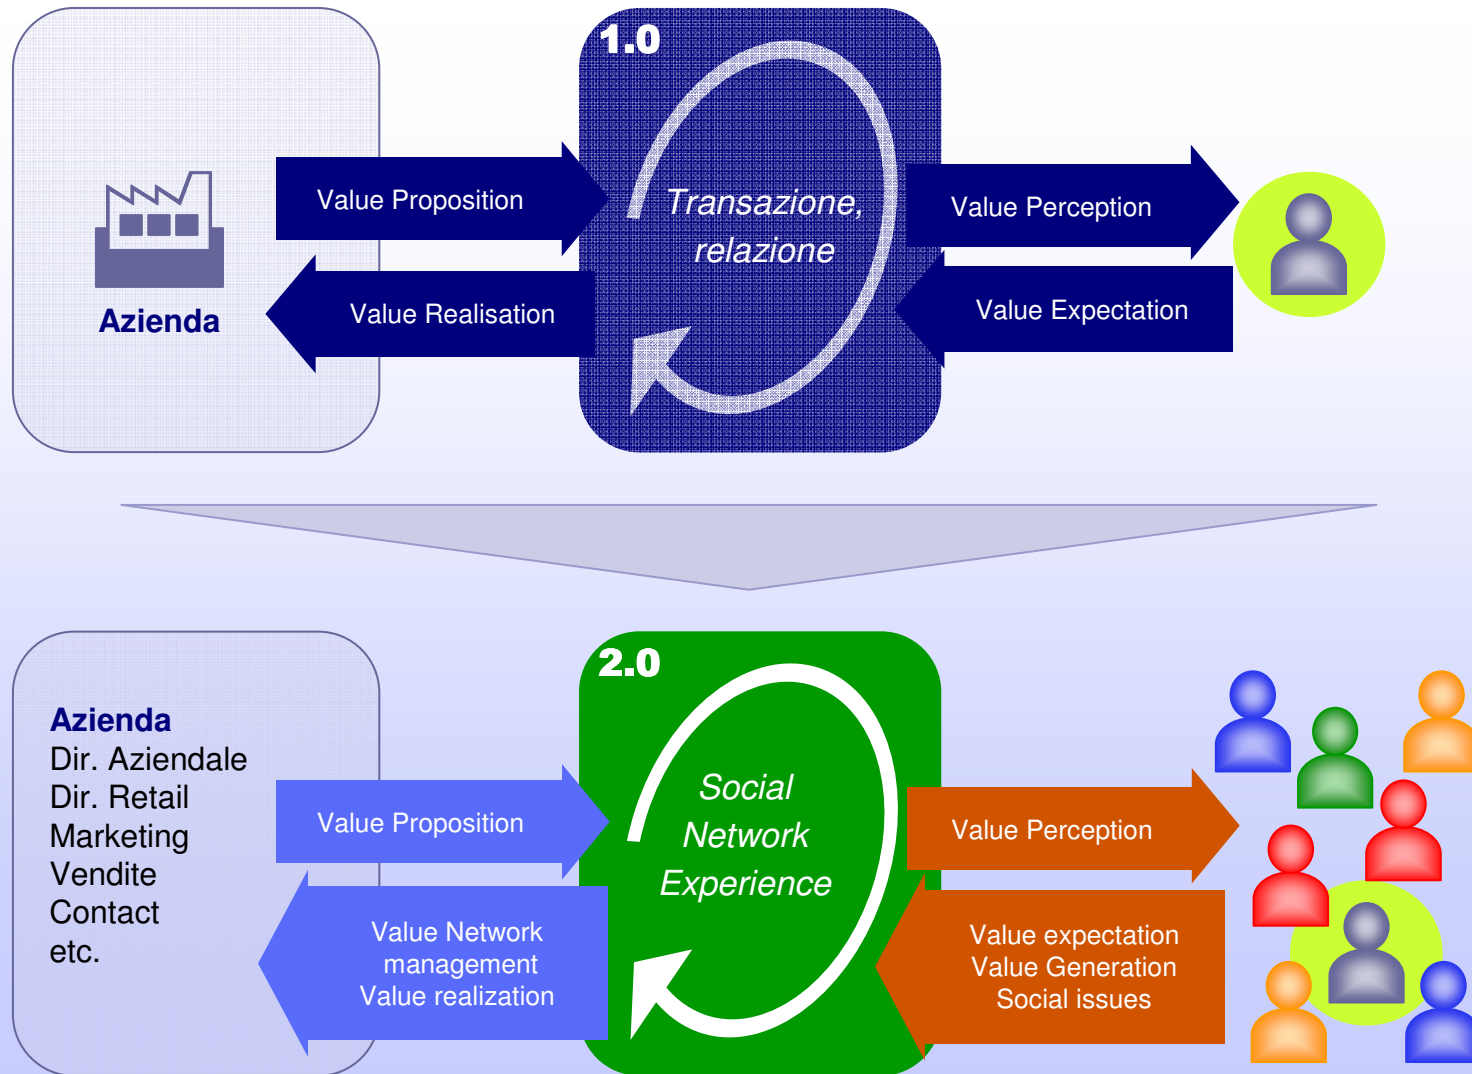 1.0
Value Proposition
Transazione,
relazione
Value Perception
Value Realisation
Value Expectation
Azienda
2.0
Azienda
Dir. Aziendale
Dir. Retail
Marketing
Vendite
Contact
etc.
Value Proposition
Social
Network
Experience
Value Perception
Value Network
management
Value realization
Value expectation
Value Generation
Social issues